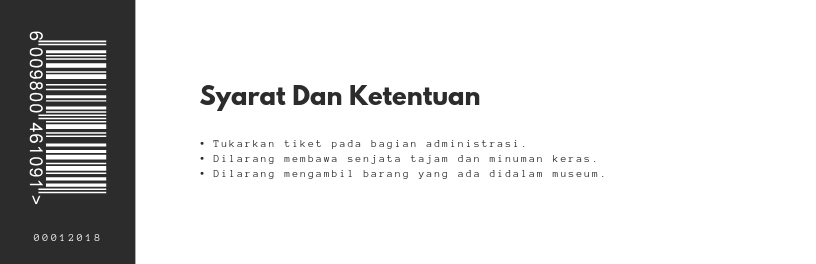 6 009800 461091 >
00012018
Syarat Dan Ketentuan
• Tukarkan tiket pada bagian administrasi.
• Dilarang membawa senjata tajam dan minuman keras.
• Dilarang mengambil barang yang ada didalam museum.